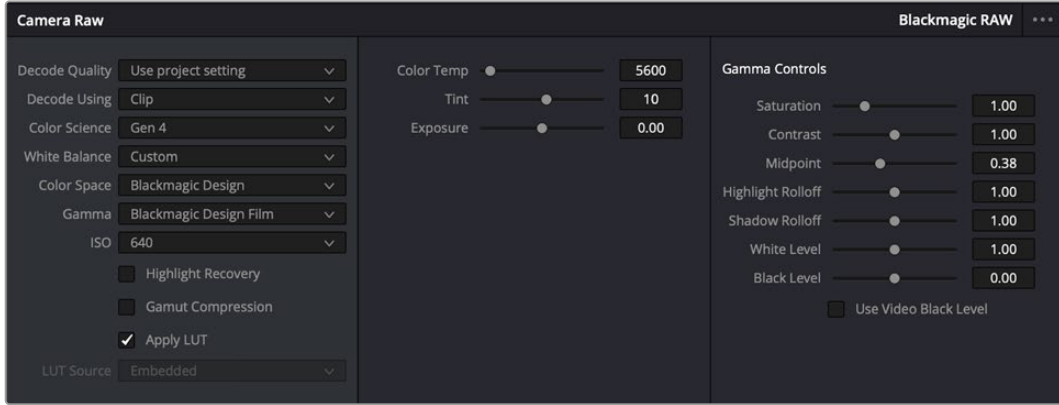 Camera Raw
Blackmagic RAW
Decode Quality Use project setting
Decode Using Clip
Color Science Gen 4
White Balance Custom
Color Space Blackmagic Design
Gamma Blackmagic Design Film
ISO 640
Highlight Recovery
Gamut Compression
Apply LUT
LUT Source Embedded
Color Temp 5600
Tint 10
Exposure 0.00
Gamma Controls
Saturation 1.00
Contrast 1.00
Midpoint 0.38
Highlight Rolloff 1.00
Shadow Rolloff 1.00
White Level 1.00
Black Level 0.00
Use Video Black Level